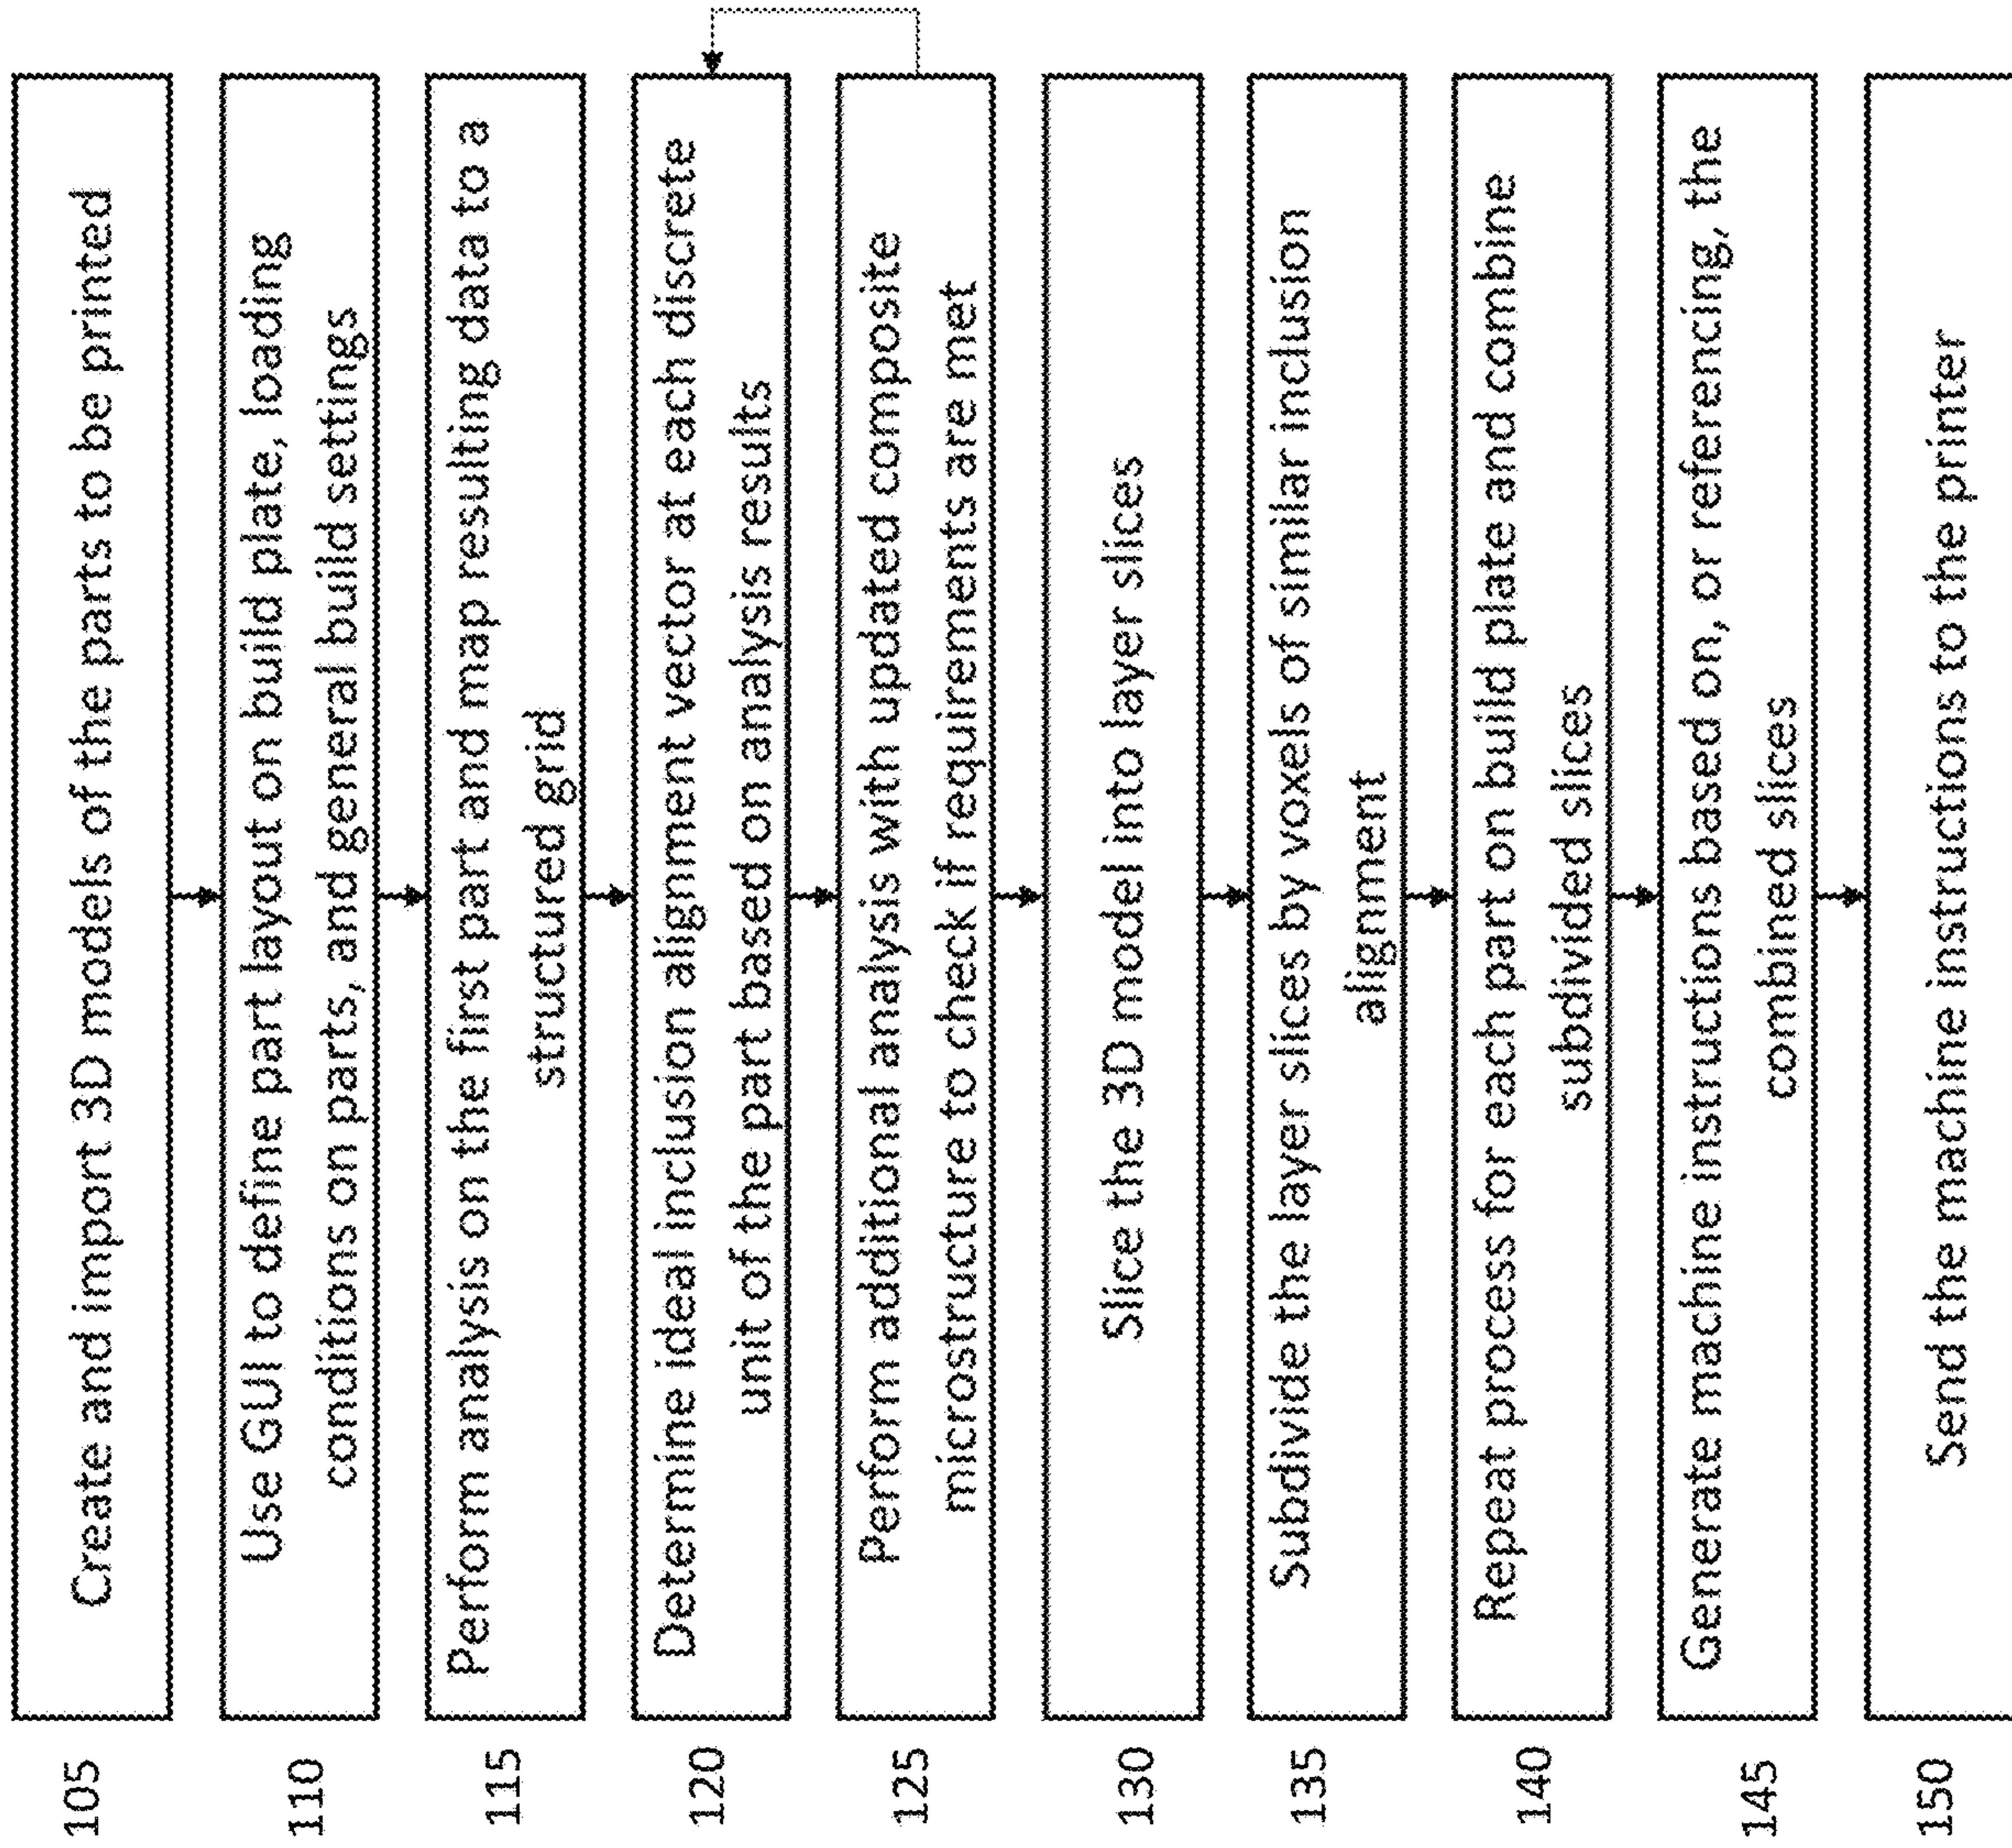 105
Create and import 3D models of the parts to be printed
110
Use GUI to define part layout on build plate, loading
conditions on parts, and general build settings
115
Perform analysis on the first part and map resulting data to a
structured grid
120
Determine ideal inclusion alignment vector at each discrete
unit of the part based on analysis results
125
Perform additional analysis with updated composite
microstructure to check if requirements are met
130
Slice the 3D model into layer slices
135
Subdivide the layer slices by voxels of similar inclusion
alignment
140
Repeat process for each part on build plate and combine
subdivided slices
145
Generate machine instructions based on, or referencing, the
combined slices
150
Send the machine instructions to the printer